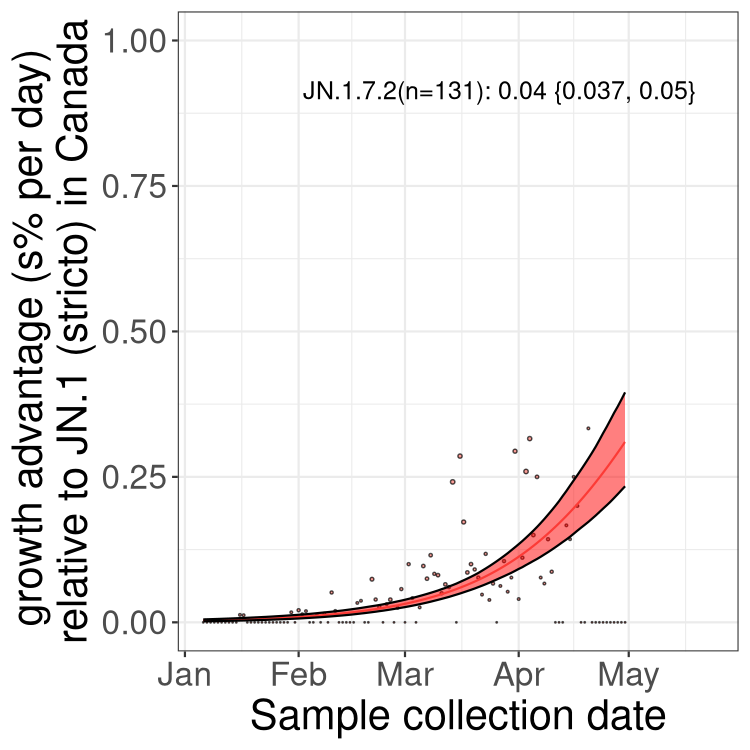 growth advantage (s% per day)
relative to JN.1 (stricto) in Canada
1.00
0.75
0.50
0.25
0.00
JN.1.7.2(n=131): 0.04 {0.037, 0.05}
Jan Feb Mar Apr May
Sample collection date